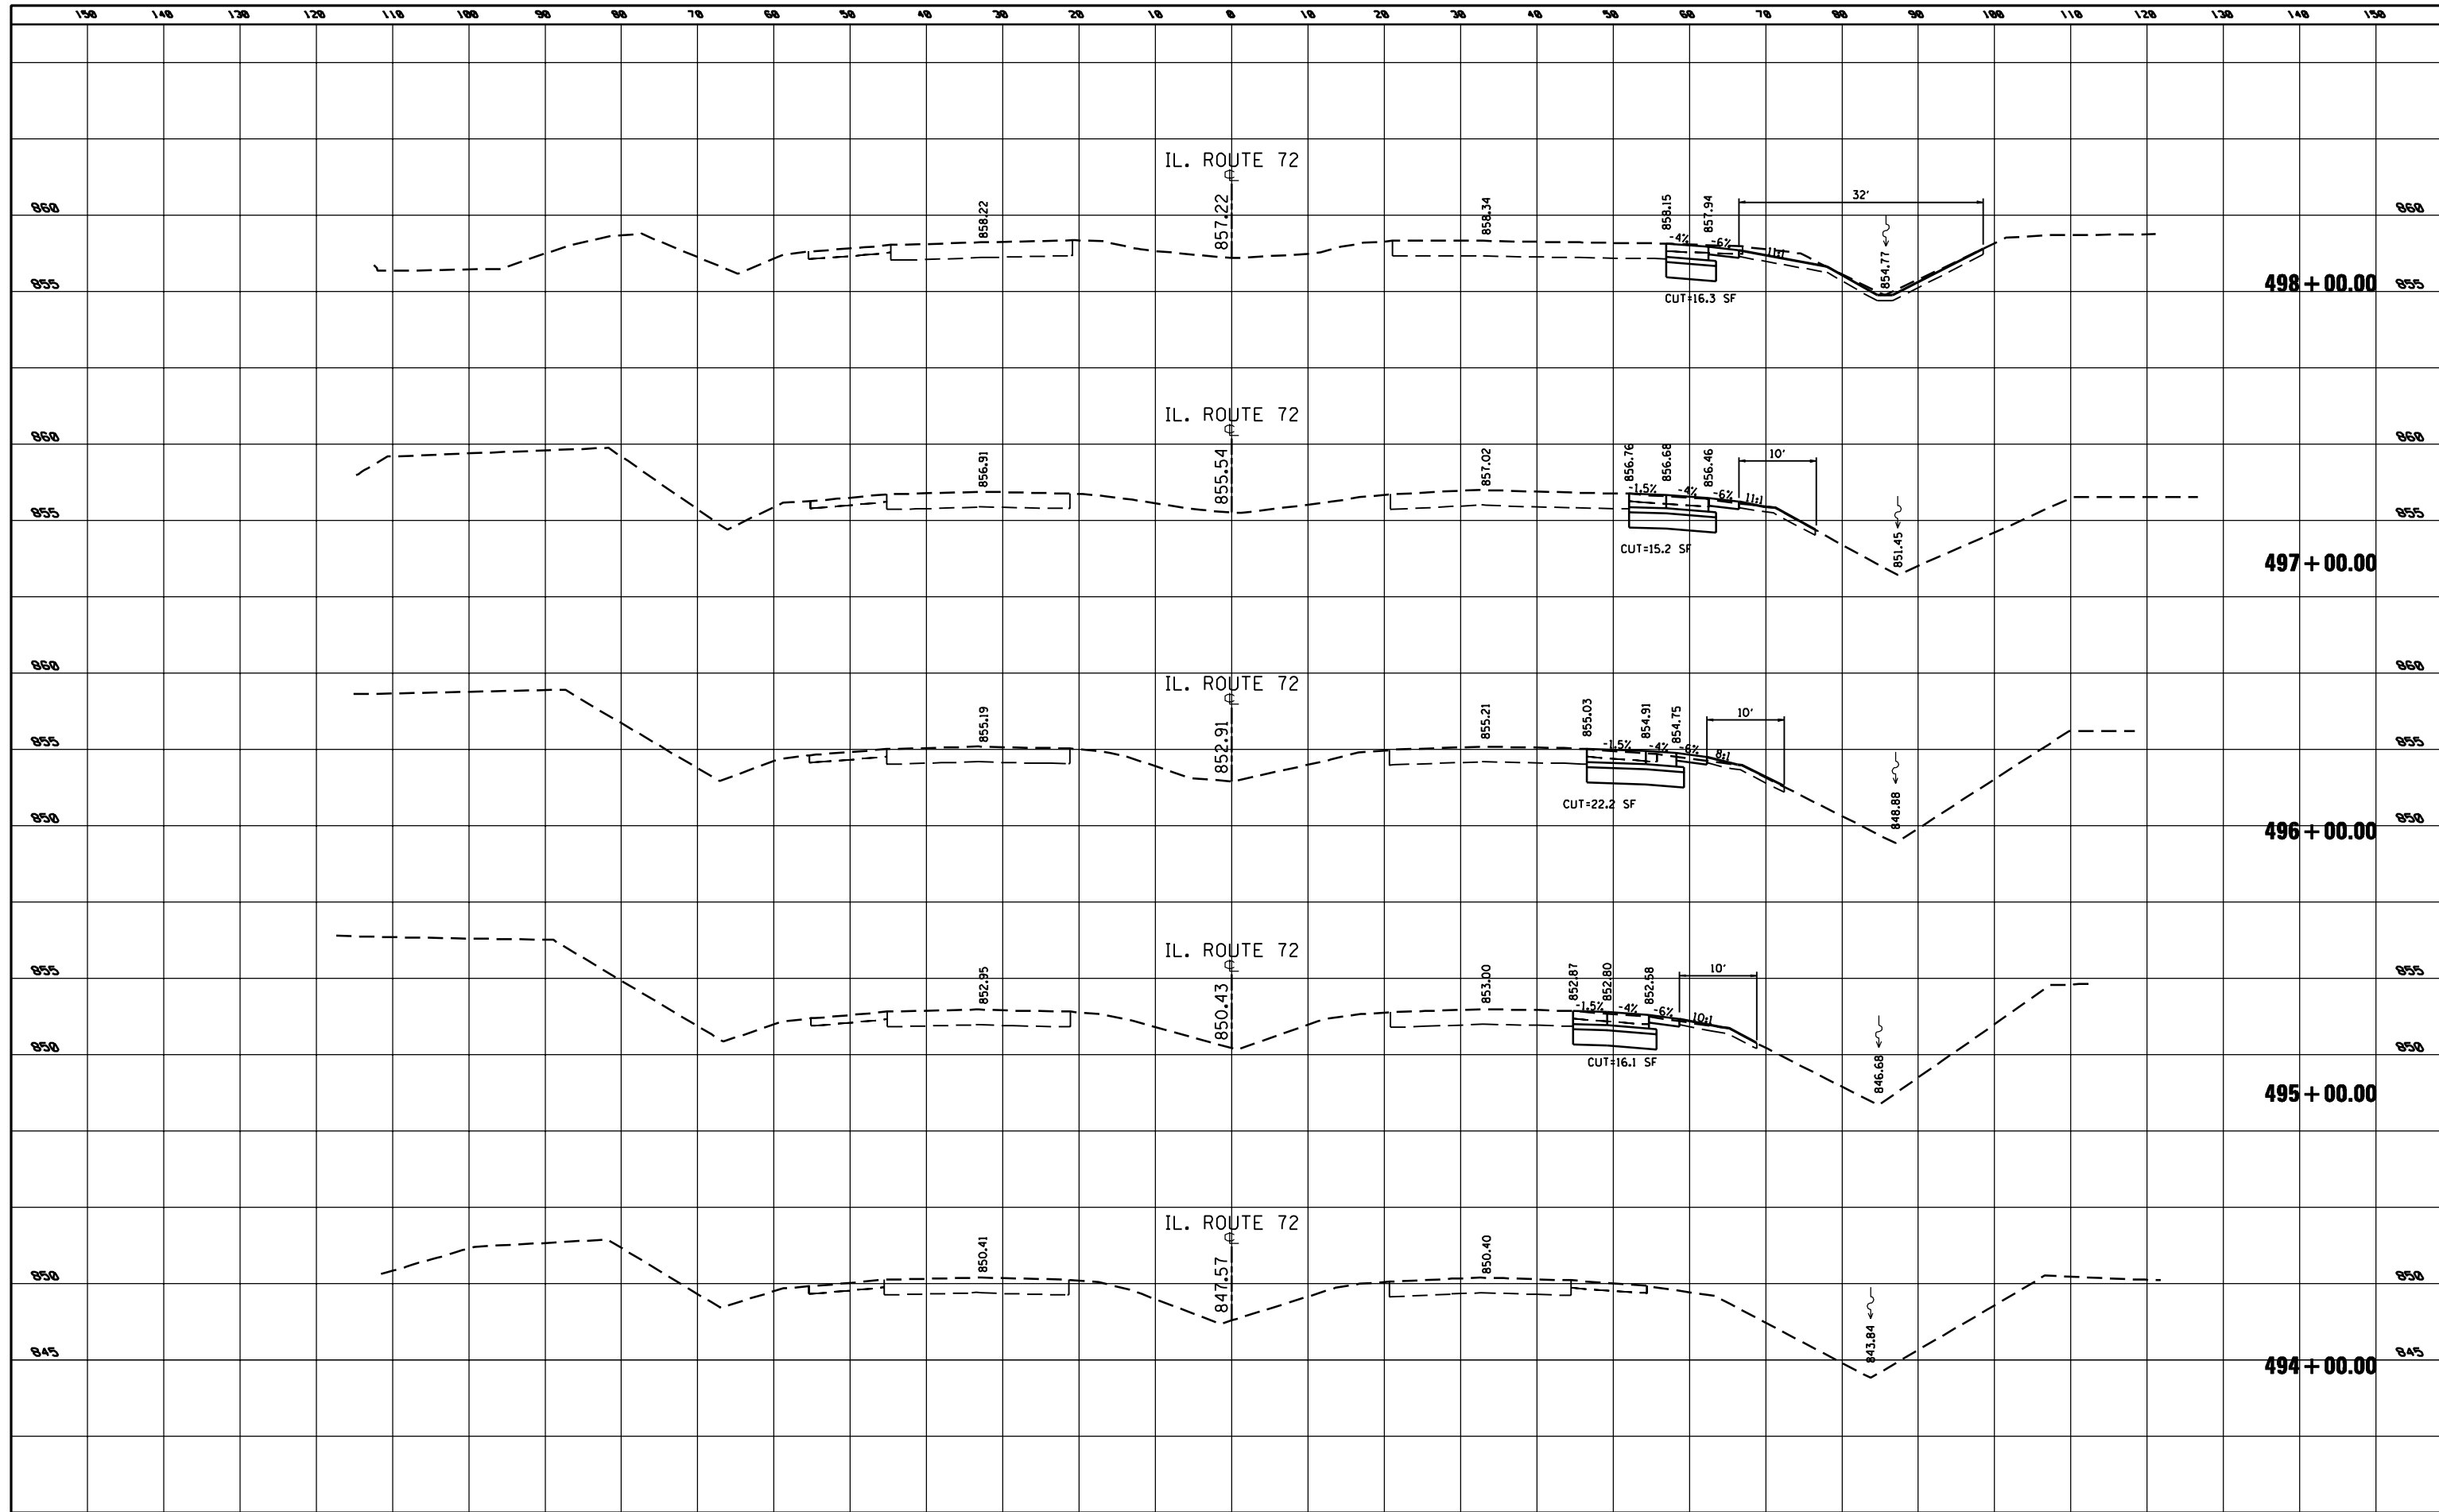 150 140 130 120 110 100 90 80 70 60 50 40 30 20 10 0 10 20 30 40 50 60 70 80 90 100 110 120 130 140 150
IL. ROUTE 72
℄
860 858.22 857.22 858.34 858.15 857.94 32' 860
-4% -6% 11:1
854.77
855 498+00.00 855
CUT=16.3 SF
IL. ROUTE 72
℄
860 856.91 855.54 857.02 856.76 856.68 856.46 10' 860
-1.5% -4% -6% 11:1
855 851.45 855
CUT=15.2 SF
497+00.00
IL. ROUTE 72
℄
860 860
855.19 852.91 855.21 855.03 854.91 854.75 10'
855 -1.5% -4% -6% 8:1 855
CUT=22.2 SF
848.88
850 496+00.00 850
IL. ROUTE 72
℄
855 852.95 850.43 853.00 852.87 852.80 852.58 10' 855
-1.5% -4% -6% 10:1
850 850
CUT=16.1 SF
846.68
495+00.00
IL. ROUTE 72
℄
850 850.41 847.57 850.40 850
843.84
845 494+00.00 845